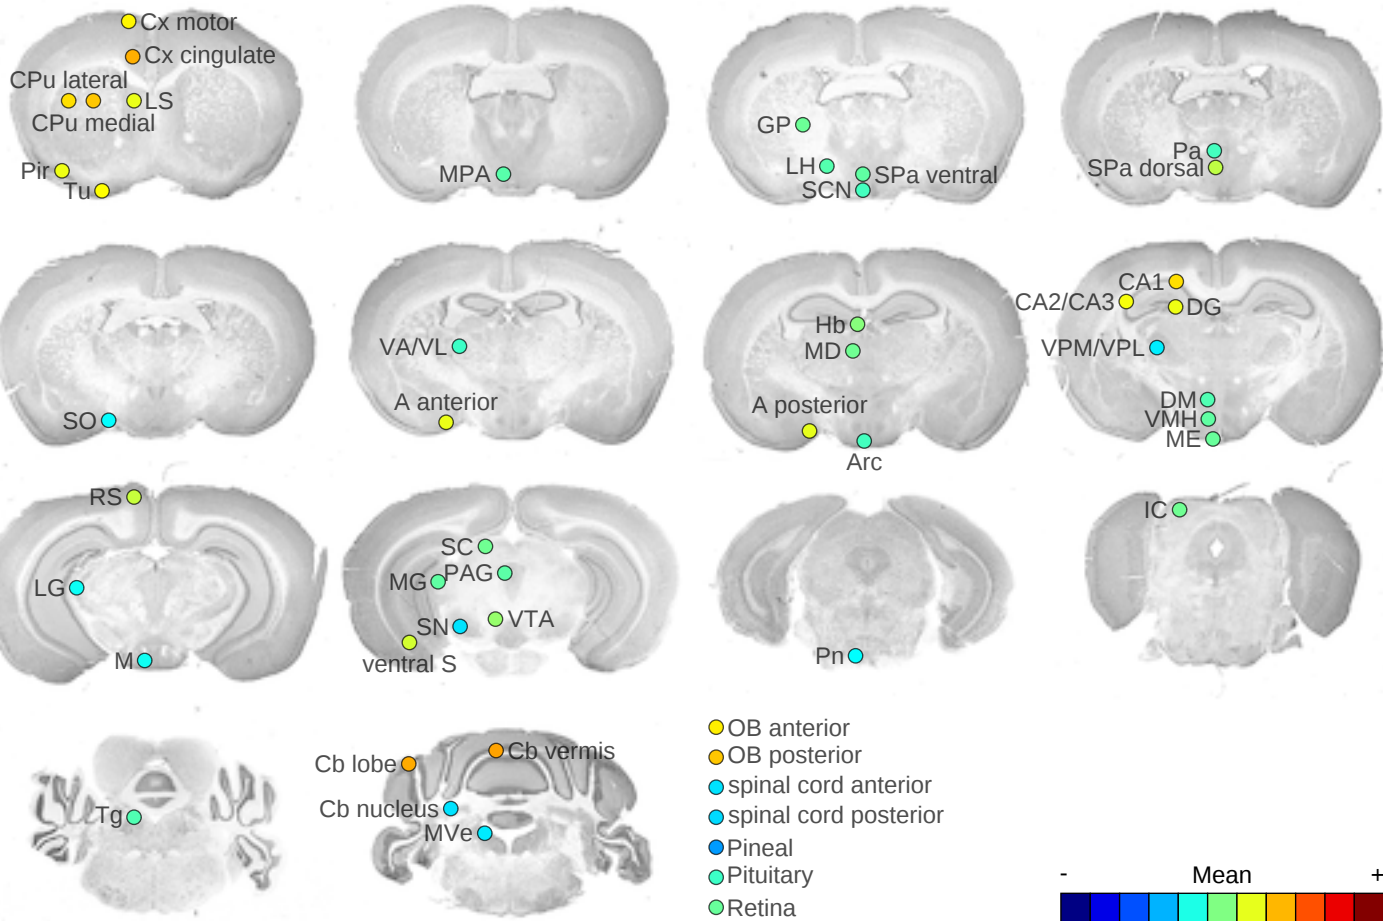 Cx motor
Cx cingulate
CPu lateral
LS
CPu medial
Pir
Tu
MPA
GP
LH
SPa ventral
SCN
Pa
SPa dorsal
SO
VA/VL
A anterior
Hb
MD
A posterior
Arc
CA1
CA2/CA3
DG
VPM/VPL
DM
VMH
ME
RS
LG
M
SC
MG
PAG
SN
VTA
ventral S
Pn
IC
Tg
Cb lobe
Cb vermis
Cb nucleus
MVe
OB anterior
OB posterior
spinal cord anterior
spinal cord posterior
Pineal
Pituitary
Retina
- Mean +